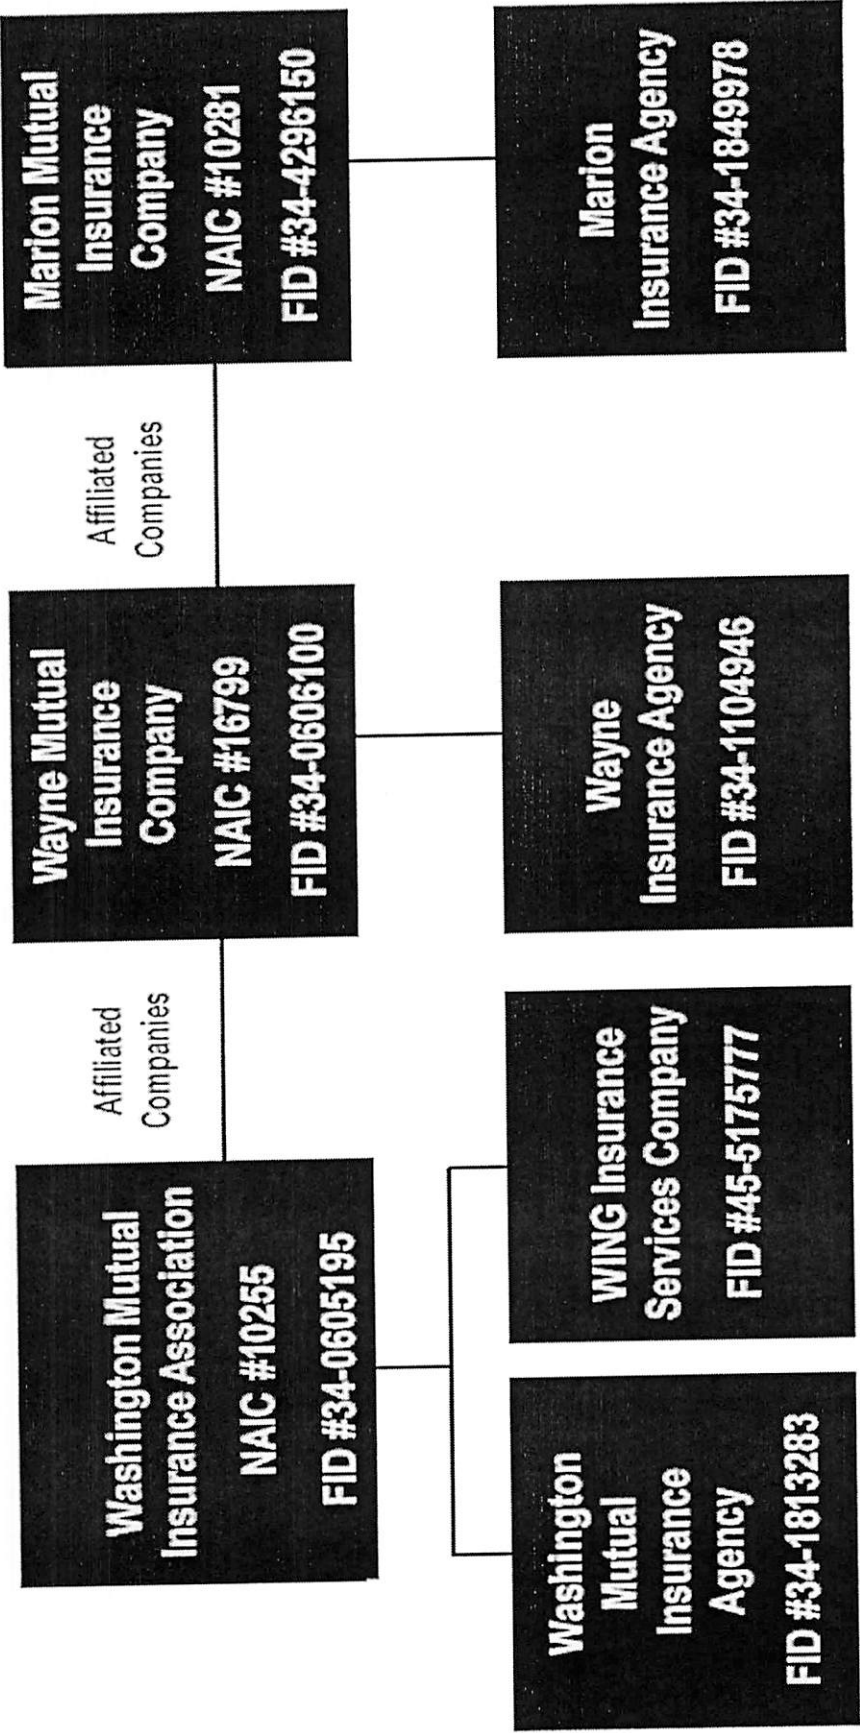 Washington Mutual
Insurance Association
NAIC #10255
FID #34-0605195
Affiliated
Companies
Wayne Mutual
Insurance
Company
NAIC #16799
FID #34-0606100
Affiliated
Companies
Marion Mutual
Insurance
Company
NAIC #10281
FID #34-4296150
Washington
Mutual
Insurance
Agency
FID #34-1813283
WING Insurance
Services Company
FID #45-5175777
Wayne
Insurance Agency
FID #34-1104946
Marion
Insurance Agency
FID #34-1849978